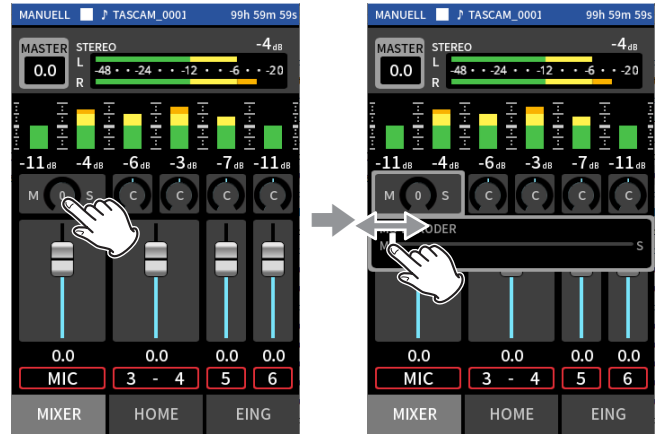 MANUELL ♪ TASCAM_0001 99h 59m 59s
MASTER STEREO -4dB
0.0
L
-48 · · -24 · · -12 · · -6 · · -20
R
-11dB -4dB -6dB -3dB -7dB -11dB
M 0 S C C C
0.0 0.0 0.0 0.0
MIC 3 - 4 5 6
MIXER HOME EING
MANUELL ♪ TASCAM_0001 99h 59m 59s
MASTER STEREO -4dB
0.0
L
-48 · · -24 · · -12 · · -6 · · -20
R
-11dB -4dB -6dB -3dB -7dB -11dB
M 0 S C C C
M S
0.0 0.0 0.0 0.0
MIC 3 - 4 5 6
MIXER HOME EING